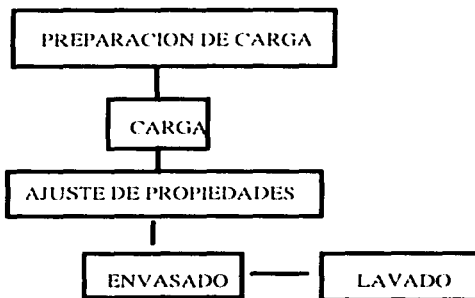 PREPARACION DE CARGA
CARGA
AJUSTE DE PROPIEDADES
ENVASADO
LAVADO